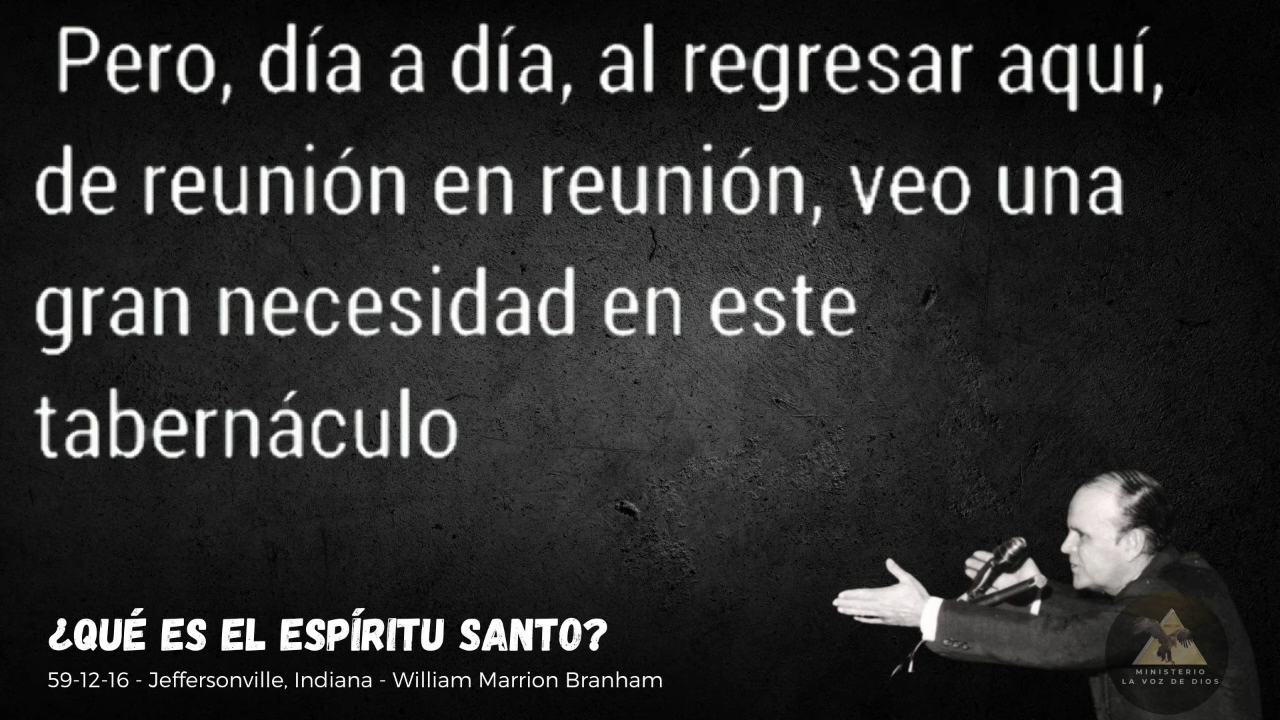 Pero, día a día, al regresar aquí,
de reunión en reunión, veo una
gran necesidad en este
tabernáculo
¿QUÉ ES EL ESPÍRITU SANTO?
59-12-16 - Jeffersonville, Indiana - William Marrion Branham
MINISTERIO
LA VOZ DE DIOS